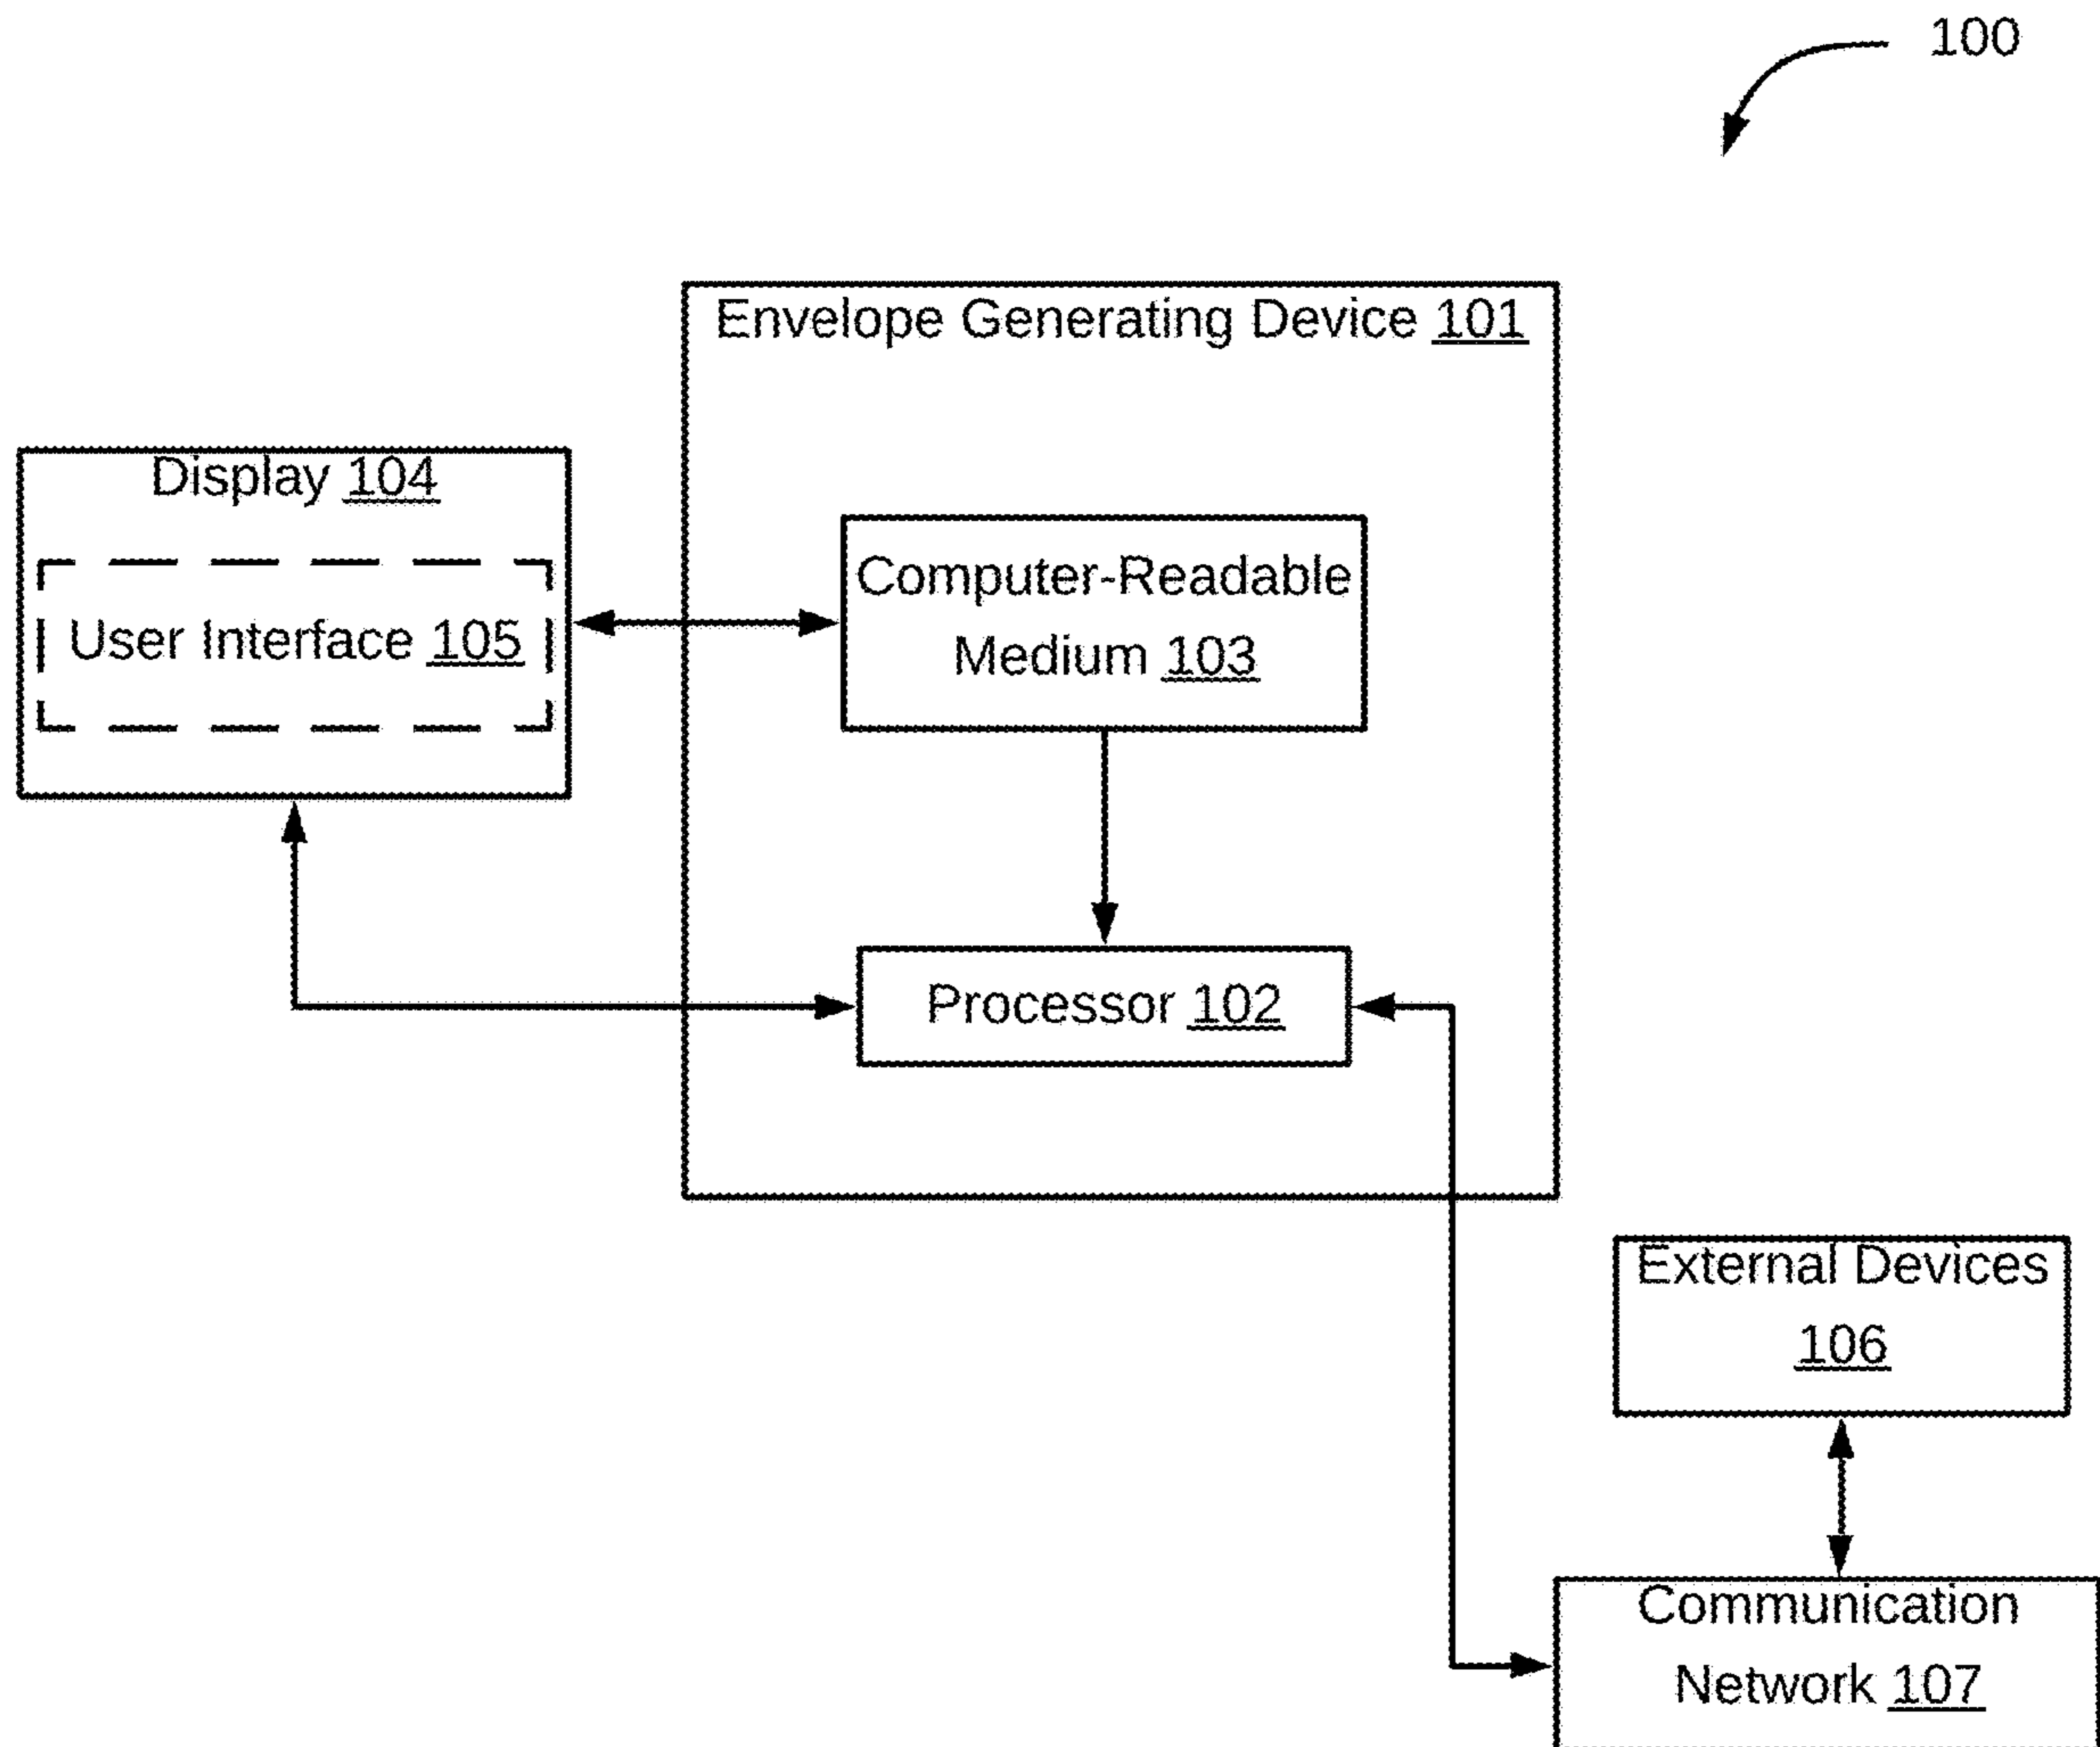 100
Envelope Generating Device 101
Display 104
User Interface 105
Computer-Readable
Medium 103
Processor 102
External Devices
106
Communication
Network 107